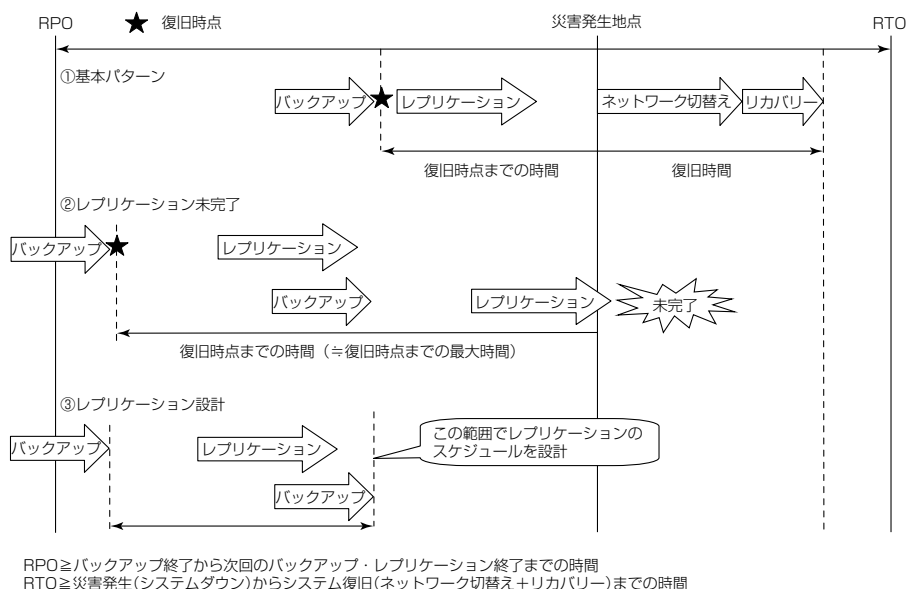 RPO
★ 復旧時点
災害発生地点
RTO
①基本パターン
バックアップ
レプリケーション
ネットワーク切替え
リカバリー
復旧時点までの時間
復旧時間
②レプリケーション未完了
バックアップ
レプリケーション
バックアップ
レプリケーション
未完了
復旧時点までの時間（≒復旧時点までの最大時間）
③レプリケーション設計
バックアップ
レプリケーション
この範囲でレプリケーションの
スケジュールを設計
バックアップ
RPO≧バックアップ終了から次回のバックアップ・レプリケーション終了までの時間
RTO≧災害発生(システムダウン)からシステム復旧(ネットワーク切替え＋リカバリー)までの時間